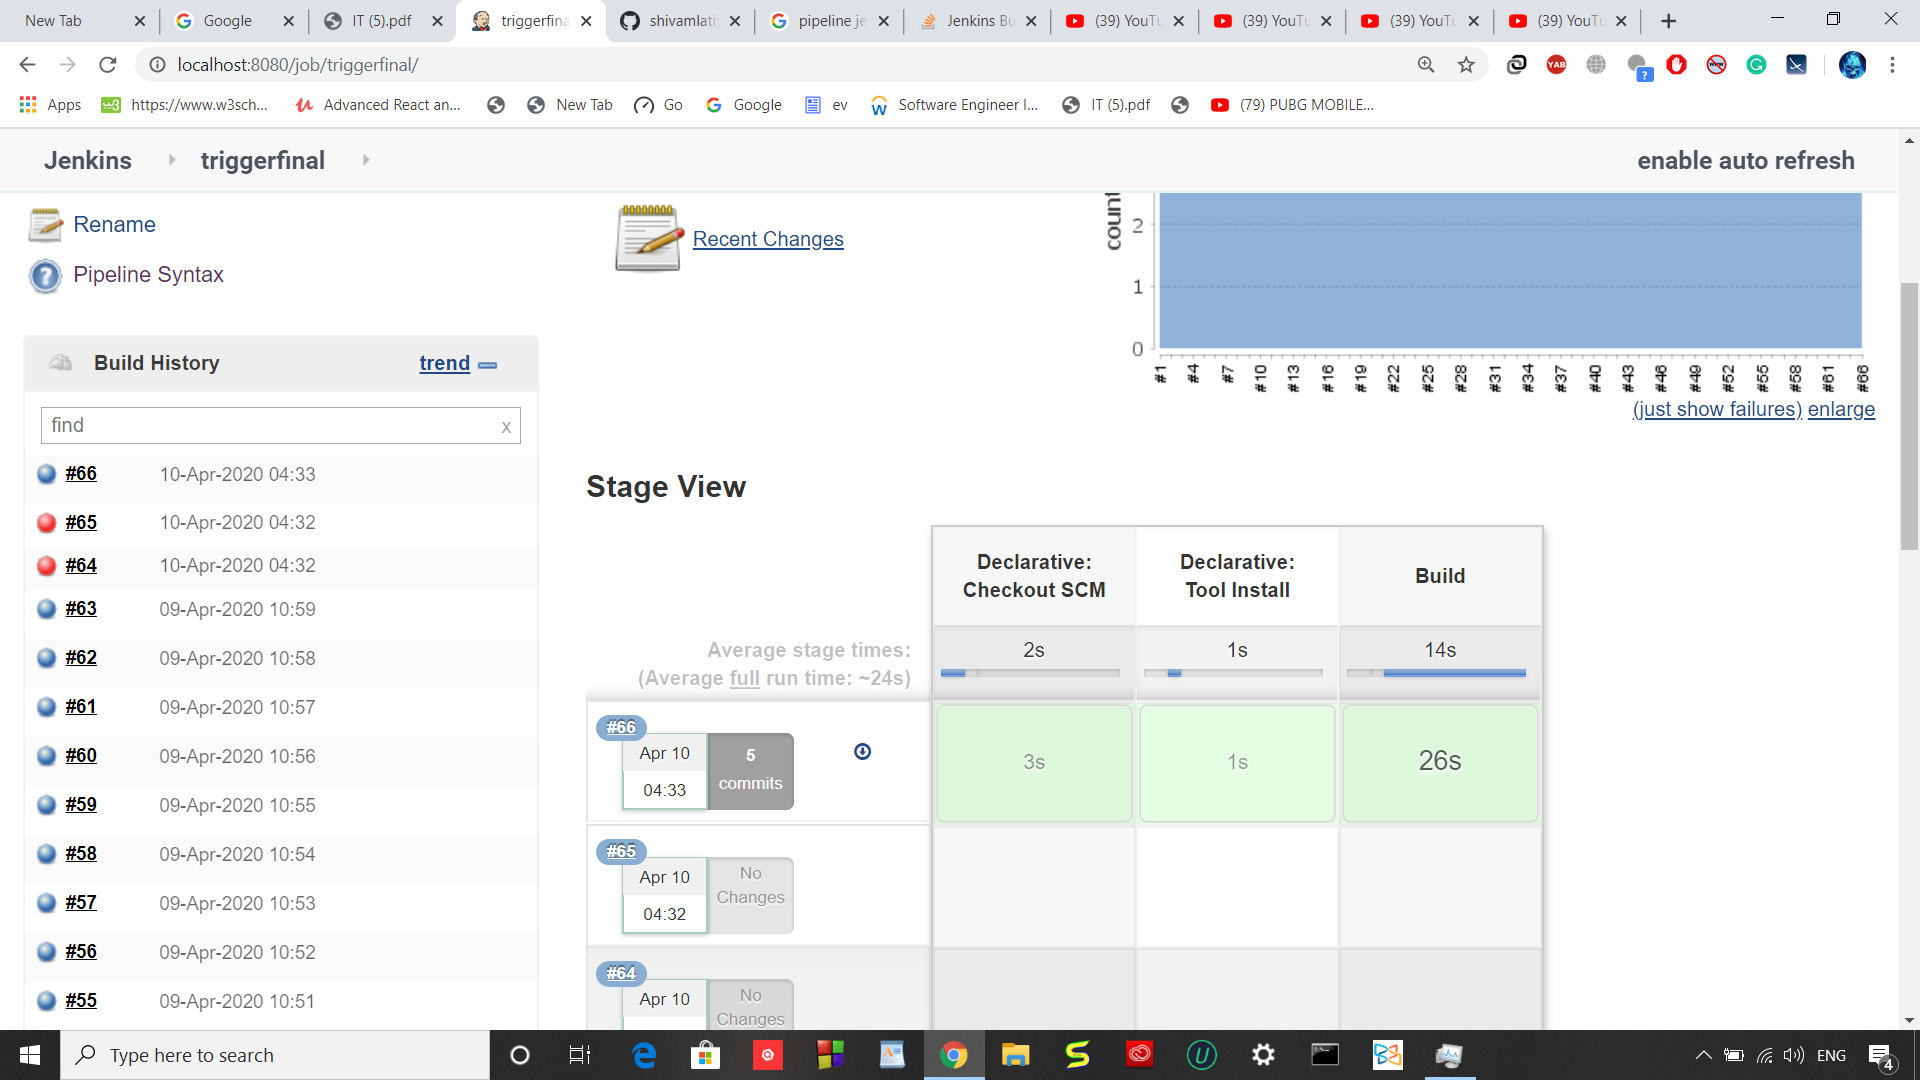 New Tab
Google
IT (5).pdf
triggerfina
shivamlati
pipeline je
Jenkins Bu
(39) YouTu
(39) YouTu
(39) YouTu
(39) YouTu
localhost:8080/job/triggerfinal/
YAB
?
Apps
https://www.w3sch...
Advanced React an...
New Tab
Go
Google
ev
Software Engineer I...
IT (5).pdf
(79) PUBG MOBILE...
Jenkins
triggerfinal
enable auto refresh
Rename
Pipeline Syntax
Recent Changes
count
2
1
0
#1 #4 #7 #10 #13 #16 #19 #22 #25 #28 #31 #34 #37 #40 #43 #46 #49 #52 #55 #58 #61 #66
(just show failures) enlarge
Build History
trend
find
x
#66 10-Apr-2020 04:33
#65 10-Apr-2020 04:32
#64 10-Apr-2020 04:32
#63 09-Apr-2020 10:59
#62 09-Apr-2020 10:58
#61 09-Apr-2020 10:57
#60 09-Apr-2020 10:56
#59 09-Apr-2020 10:55
#58 09-Apr-2020 10:54
#57 09-Apr-2020 10:53
#56 09-Apr-2020 10:52
#55 09-Apr-2020 10:51
Stage View
Declarative:
Checkout SCM
Declarative:
Tool Install
Build
Average stage times:
(Average full run time: ~24s)
2s
1s
14s
#66
Apr 10
04:33
5
commits
3s
1s
26s
#65
Apr 10
04:32
No
Changes
#64
Apr 10
No
Changes
Type here to search
ENG
4